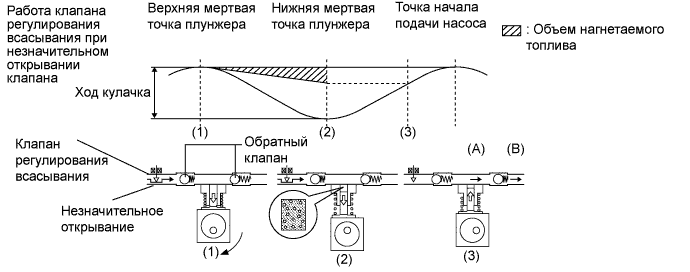 Работа клапана
регулирования
всасывания при
незначительном
открывании
клапана
Верхняя мертвая
точка плунжера
Нижняя мертвая
точка плунжера
Точка начала
подачи насоса
: Объем нагнетаемого
топлива
Ход кулачка
(1)
(2)
(3)
(A)
(B)
Клапан
регулирования
всасывания
Обратный
клапан
Незначительное
открывание
(1)
(2)
(3)